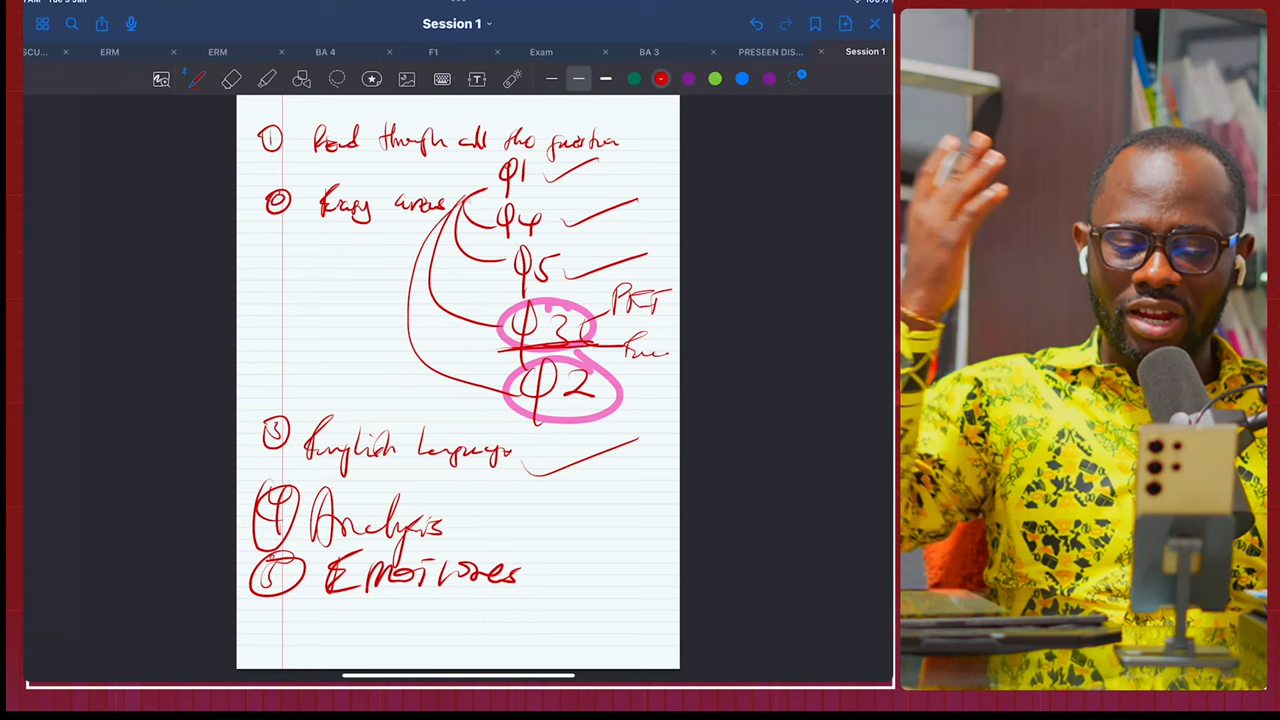 Session 1
SCU... ERM ERM BA 4 F1 Exam BA 3 PRESEEN DIS... Session 1
① Read through all the question
Q1
② Easy areas
Q4
Q5
Q3
Q2
③ English Language
④ Analysis
⑤ Emotions